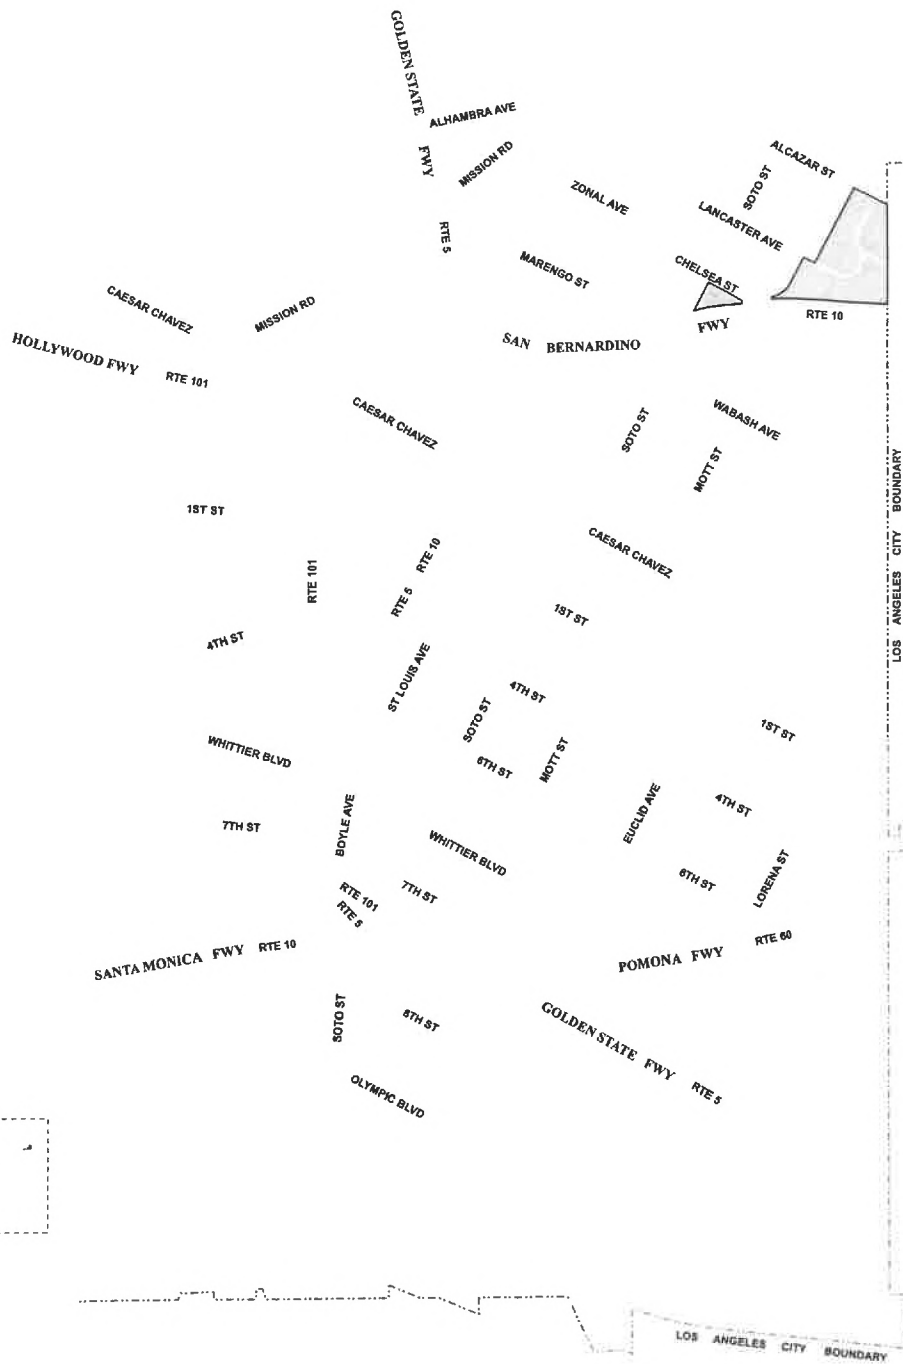 GOLDEN STATE FWY
ALHAMBRA AVE
MISSION RD
ALCAZAR ST
SOTO ST
ZONAL AVE
LANCASTER AVE
RTE 5
MARENGO ST
CHELSEA ST
CAESAR CHAVEZ
MISSION RD
RTE 10
FWY
SAN BERNARDINO
HOLLYWOOD FWY RTE 101
CAESAR CHAVEZ
SOTO ST
WABASH AVE
MOTT ST
1ST ST
LOS ANGELES CITY BOUNDARY
RTE 10
CAESAR CHAVEZ
RTE 101
RTE 5
1ST ST
4TH ST
ST LOUIS AVE
4TH ST
SOTO ST
1ST ST
WHITTIER BLVD
6TH ST
MOTT ST
4TH ST
EUCLID AVE
7TH ST
BOYLE AVE
WHITTIER BLVD
6TH ST
LORENA ST
RTE 101
7TH ST
RTE 5
SANTA MONICA FWY RTE 10
POMONA FWY RTE 60
SOTO ST
8TH ST
GOLDEN STATE FWY RTE 5
OLYMPIC BLVD
LOS ANGELES CITY BOUNDARY